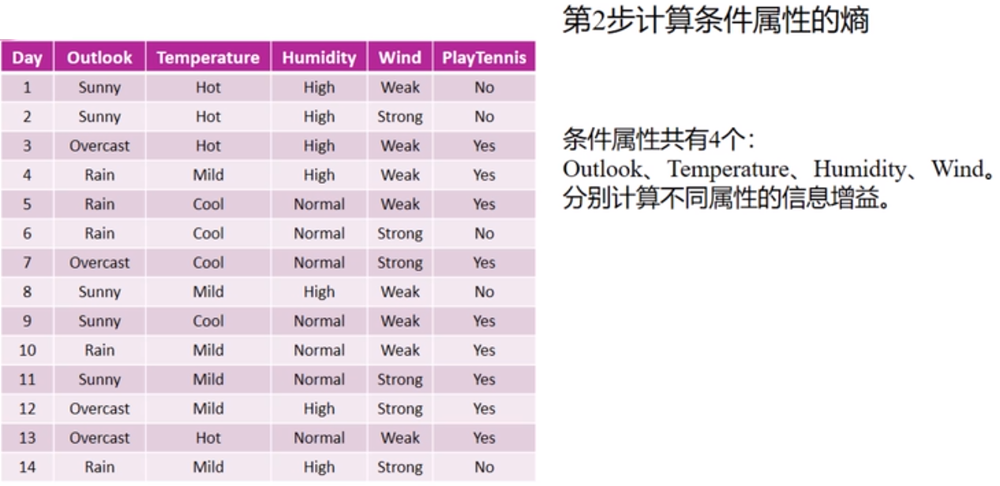 第2步计算条件属性的熵
Day Outlook Temperature Humidity Wind PlayTennis
1 Sunny Hot High Weak No
2 Sunny Hot High Strong No
3 Overcast Hot High Weak Yes
4 Rain Mild High Weak Yes
5 Rain Cool Normal Weak Yes
6 Rain Cool Normal Strong No
7 Overcast Cool Normal Strong Yes
8 Sunny Mild High Weak No
9 Sunny Cool Normal Weak Yes
10 Rain Mild Normal Weak Yes
11 Sunny Mild Normal Strong Yes
12 Overcast Mild High Strong Yes
13 Overcast Hot Normal Weak Yes
14 Rain Mild High Strong No
条件属性共有4个：
Outlook、Temperature、Humidity、Wind。
分别计算不同属性的信息增益。